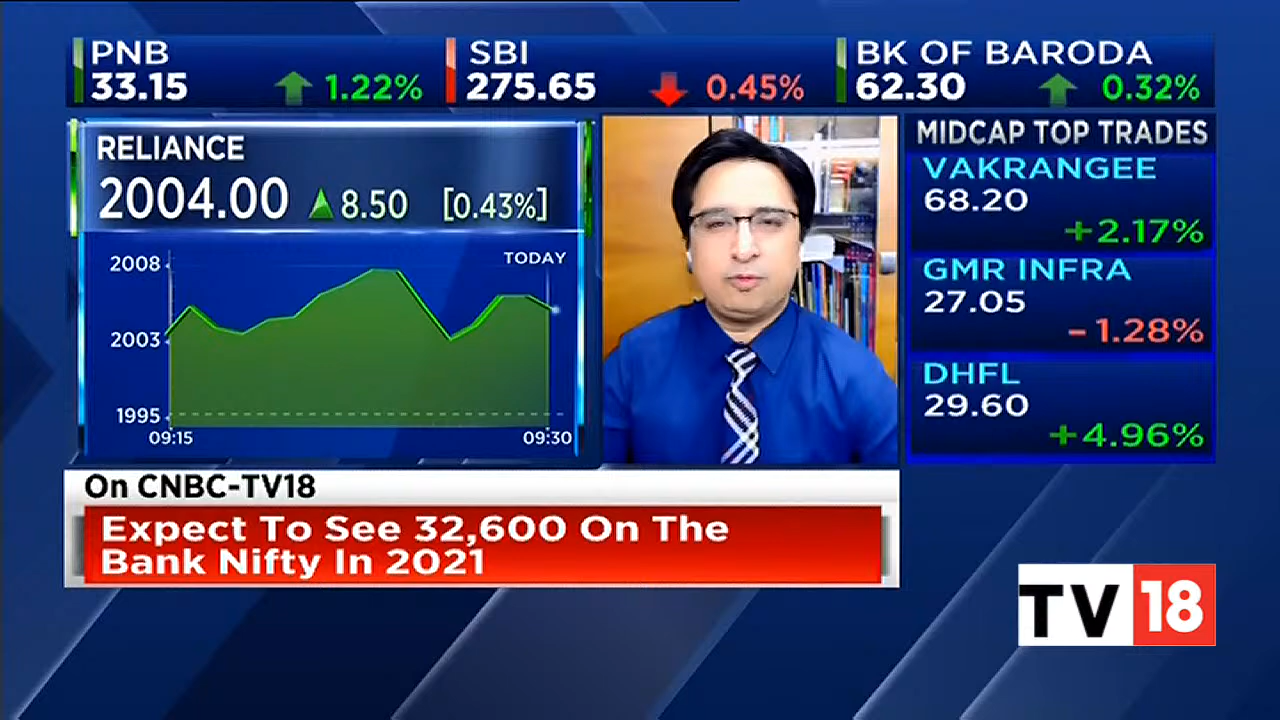 PNB
33.15 1.22%
SBI
275.65 0.45%
BK OF BARODA
62.30 0.32%
RELIANCE
2004.00 8.50 [0.43%]
TODAY
2008
2003
1995
09:15 09:30
MIDCAP TOP TRADES
VAKRANGEE
68.20
+2.17%
GMR INFRA
27.05
-1.28%
DHFL
29.60
+4.96%
On CNBC-TV18
Expect To See 32,600 On The
Bank Nifty In 2021
TV18